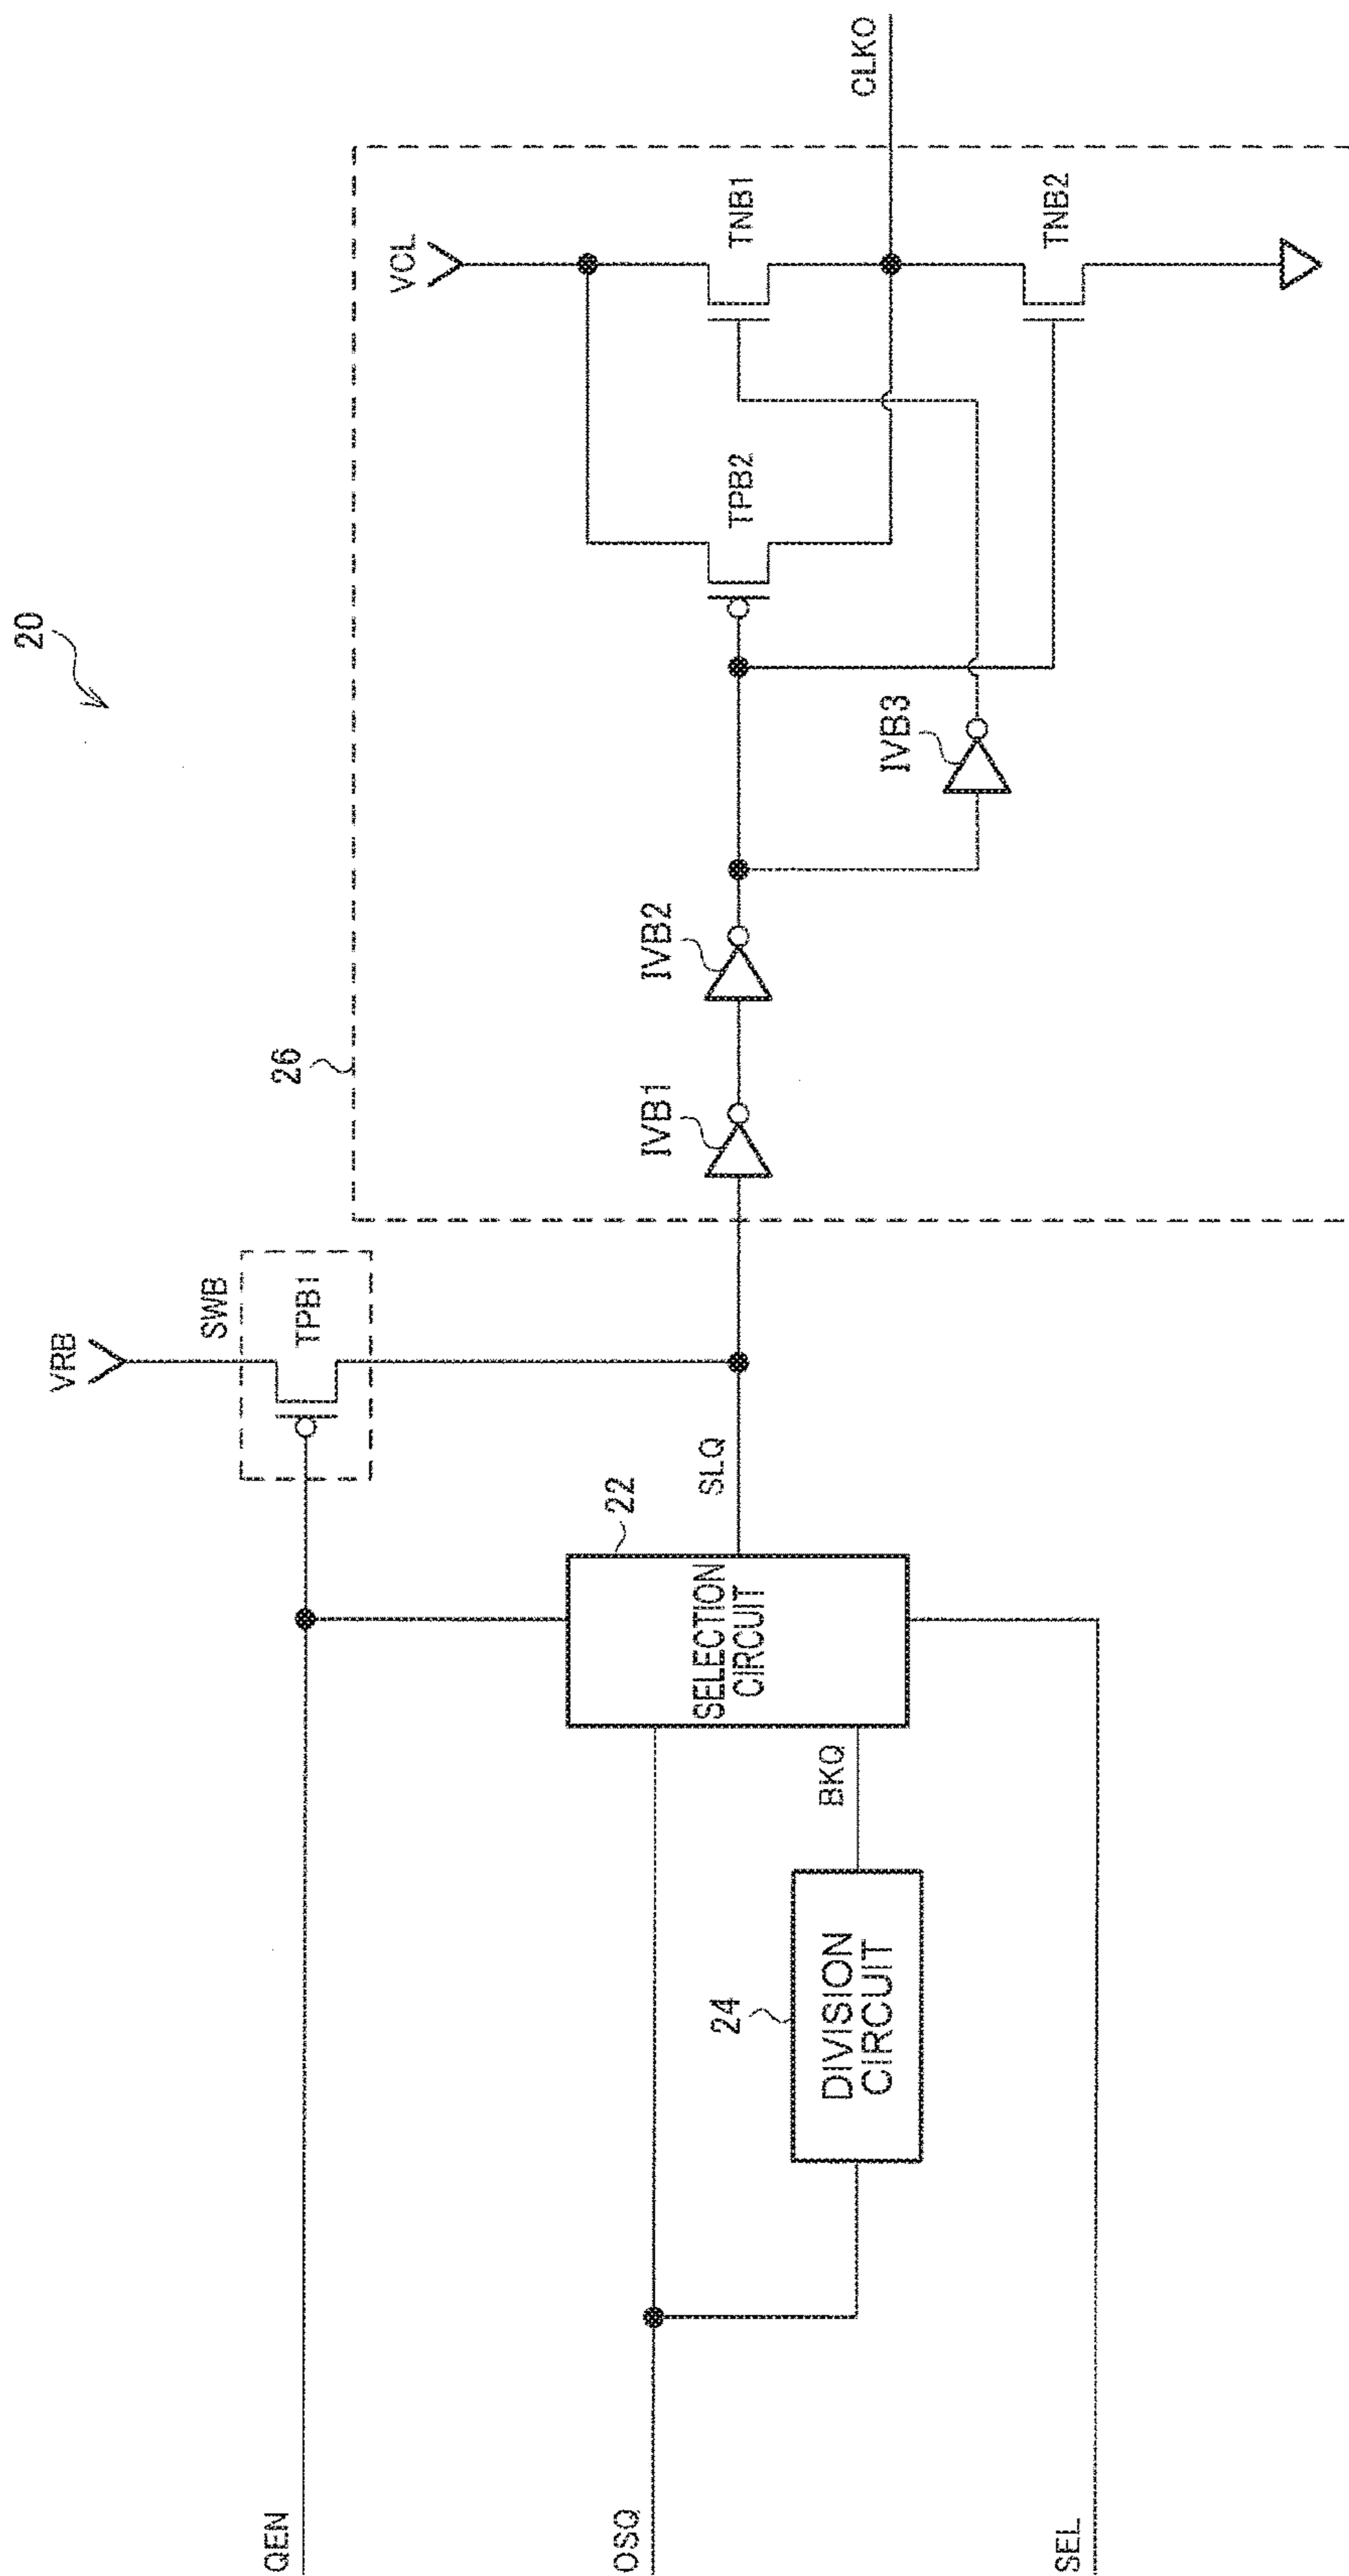 20
VRB
SWB
TPB1
26
VCL
TNB1
CLKO
TPB2
TNB2
IVB1
IVB2
IVB3
22
SLQ
SELECTION
CIRCUIT
BKQ
24
DIVISION
CIRCUIT
QEN
OSQ
SEL